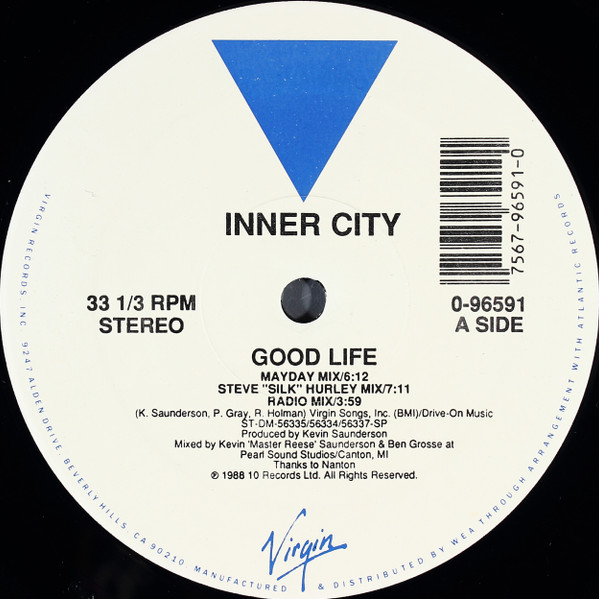 INNER CITY
7567-96591-0
33 1/3 RPM
STEREO
0-96591
A SIDE
GOOD LIFE
MAYDAY MIX/6:12
STEVE "SILK" HURLEY MIX/7:11
RADIO MIX/3:59
(K. Saunderson, P. Gray, R. Holman) Virgin Songs, Inc. (BMI)/Drive-On Music
ST-DM-56335/56334/56337-SP
Produced by Kevin Saunderson
Mixed by Kevin 'Master Reese' Saunderson & Ben Grosse at
Pearl Sound Studios/Canton, MI
Thanks to Nanton
℗ 1988 10 Records Ltd. All Rights Reserved.
Virgin
VIRGIN RECORDS, INC. 9247 ALDEN DRIVE, BEVERLY HILLS, CA 90210 MANUFACTURED & DISTRIBUTED BY WEA THROUGH ARRANGEMENT WITH ATLANTIC RECORDS